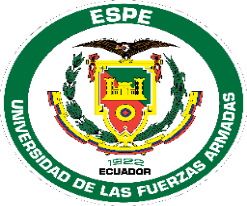 ESPE
1922
ECUADOR
UNIVERSIDAD DE LAS FUERZAS ARMADAS